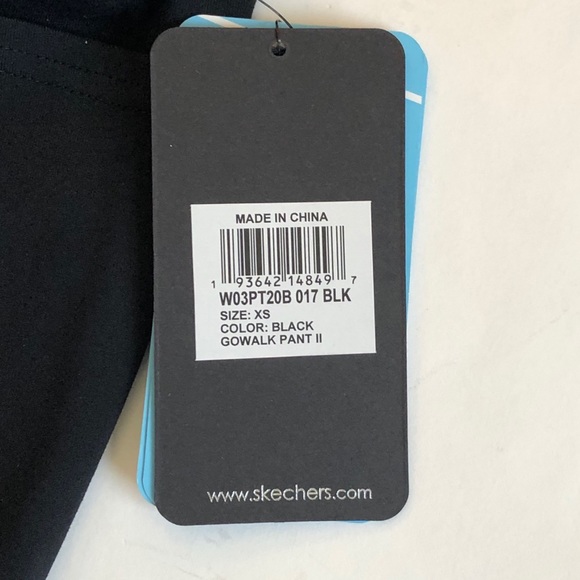 MADE IN CHINA
1 93642 14849 7
W03PT20B 017 BLK
SIZE: XS
COLOR: BLACK
GOWALK PANT II
www.skechers.com